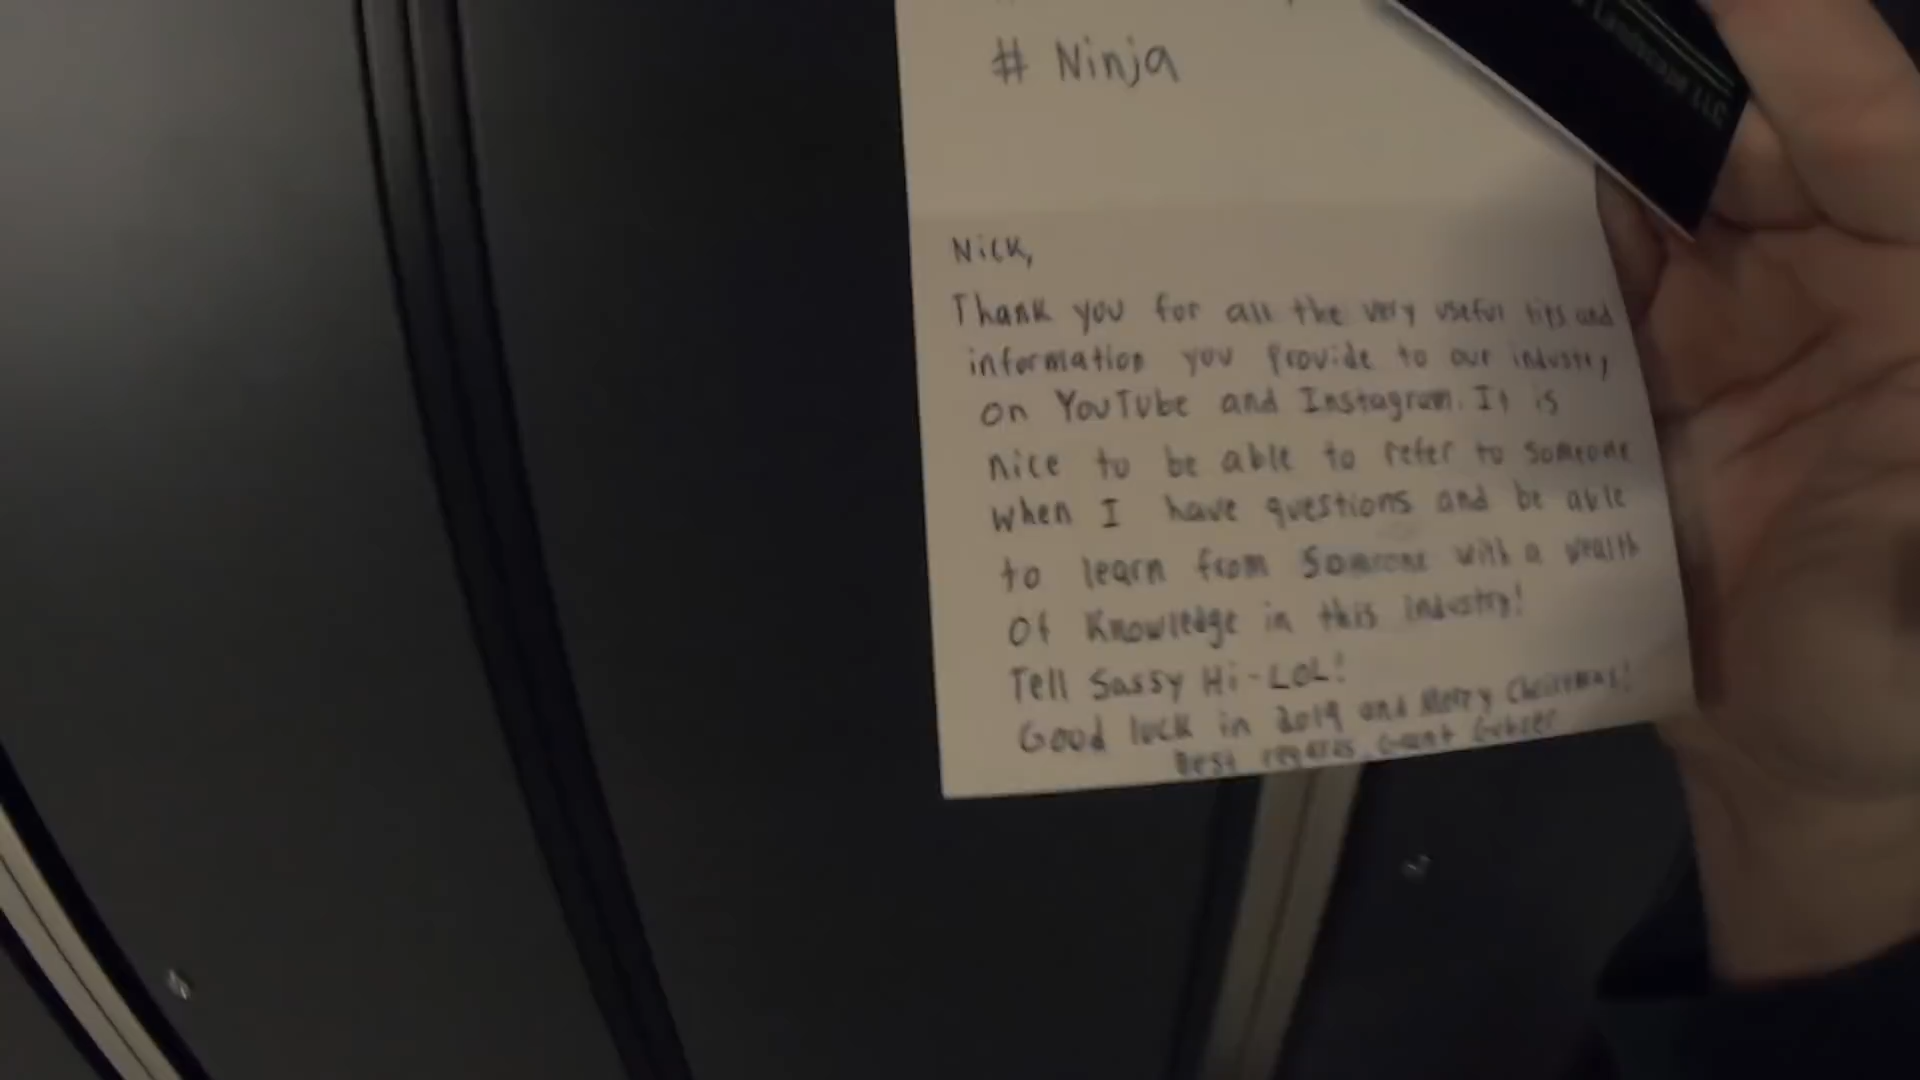 # Ninja
Landscape LLC
Nick,
Thank you for all the very useful tips and
information you provide to our industry
on YouTube and Instagram. It is
nice to be able to refer to someone
when I have questions and be able
to learn from someone with a wealth
of knowledge in this industry!
Tell Sassy Hi-LOL!
Good luck in 2019 and Merry Christmas!
Best regards, Grant